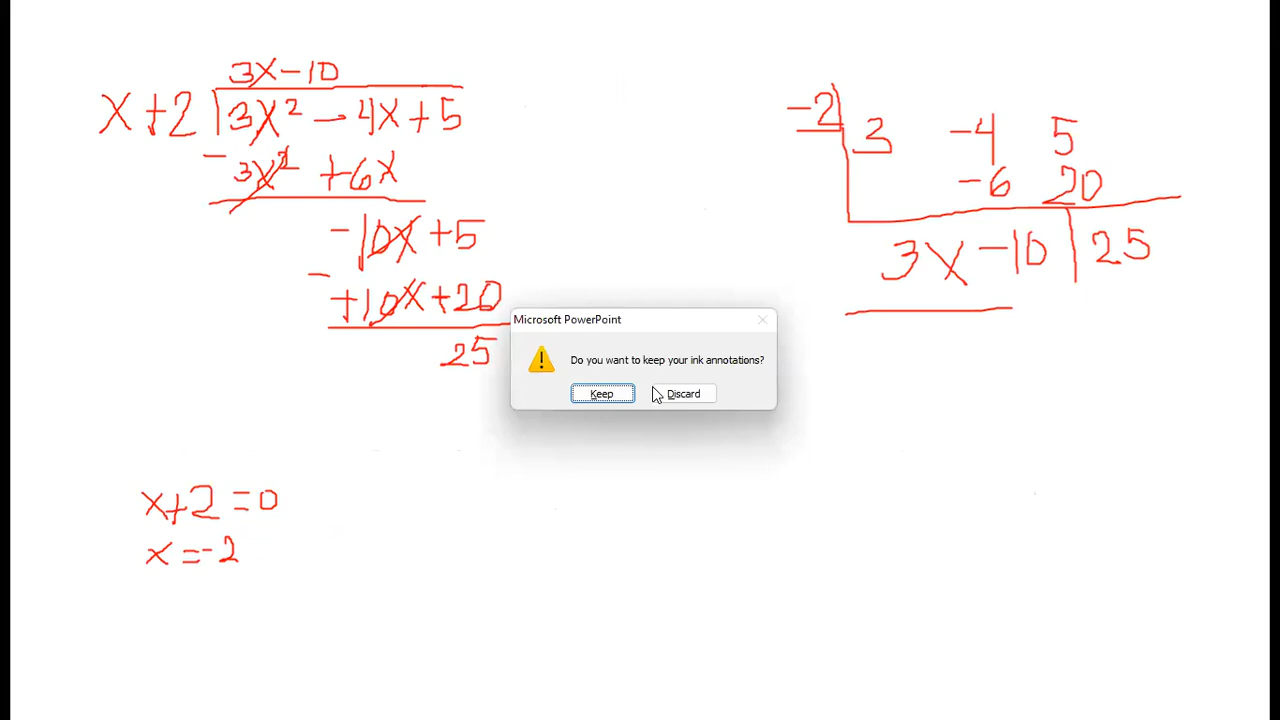 3x-10
x+2 3x² -4x+5
- 3x² +6x
-10x +5
- +10x+20
25
x+2=0
x=-2
-2 3 -4 5
-6 20
3x -10 25
Microsoft PowerPoint
Do you want to keep your ink annotations?
Keep Discard